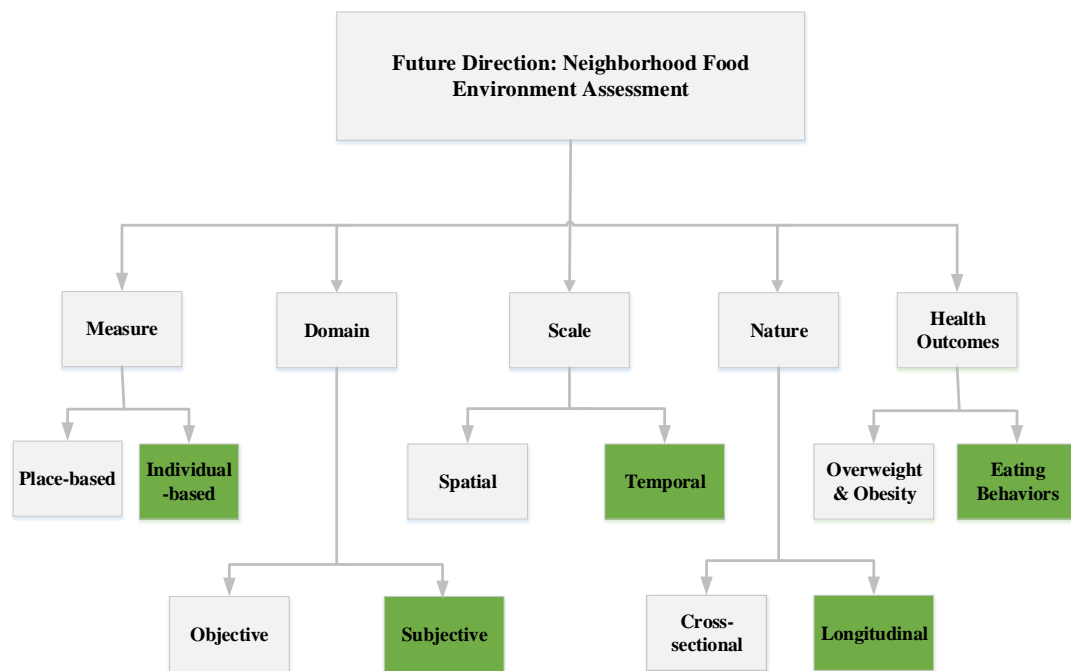 Future Direction: Neighborhood Food
Environment Assessment
Measure
Domain
Scale
Nature
Health
Outcomes
Place-based
Individual
-based
Spatial
Temporal
Overweight
& Obesity
Eating
Behaviors
Objective
Subjective
Cross-
sectional
Longitudinal